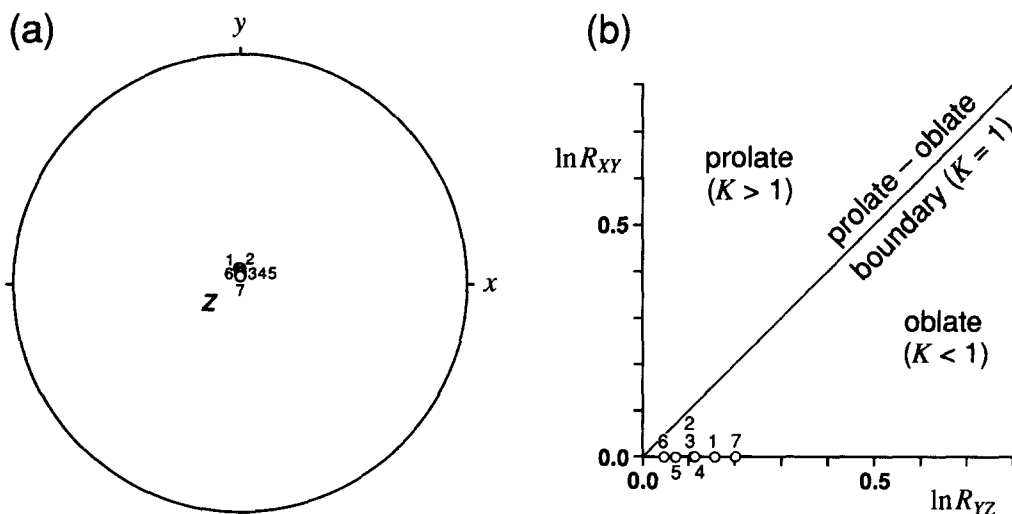 (a)
y
1 2
6 345
7
z
x
(b)
ln R_XY
prolate
(K > 1)
prolate – oblate
boundary (K = 1)
0.5
oblate
(K < 1)
2
6 3 1 7
0.0
5 4
0.0 0.5
ln R_YZ